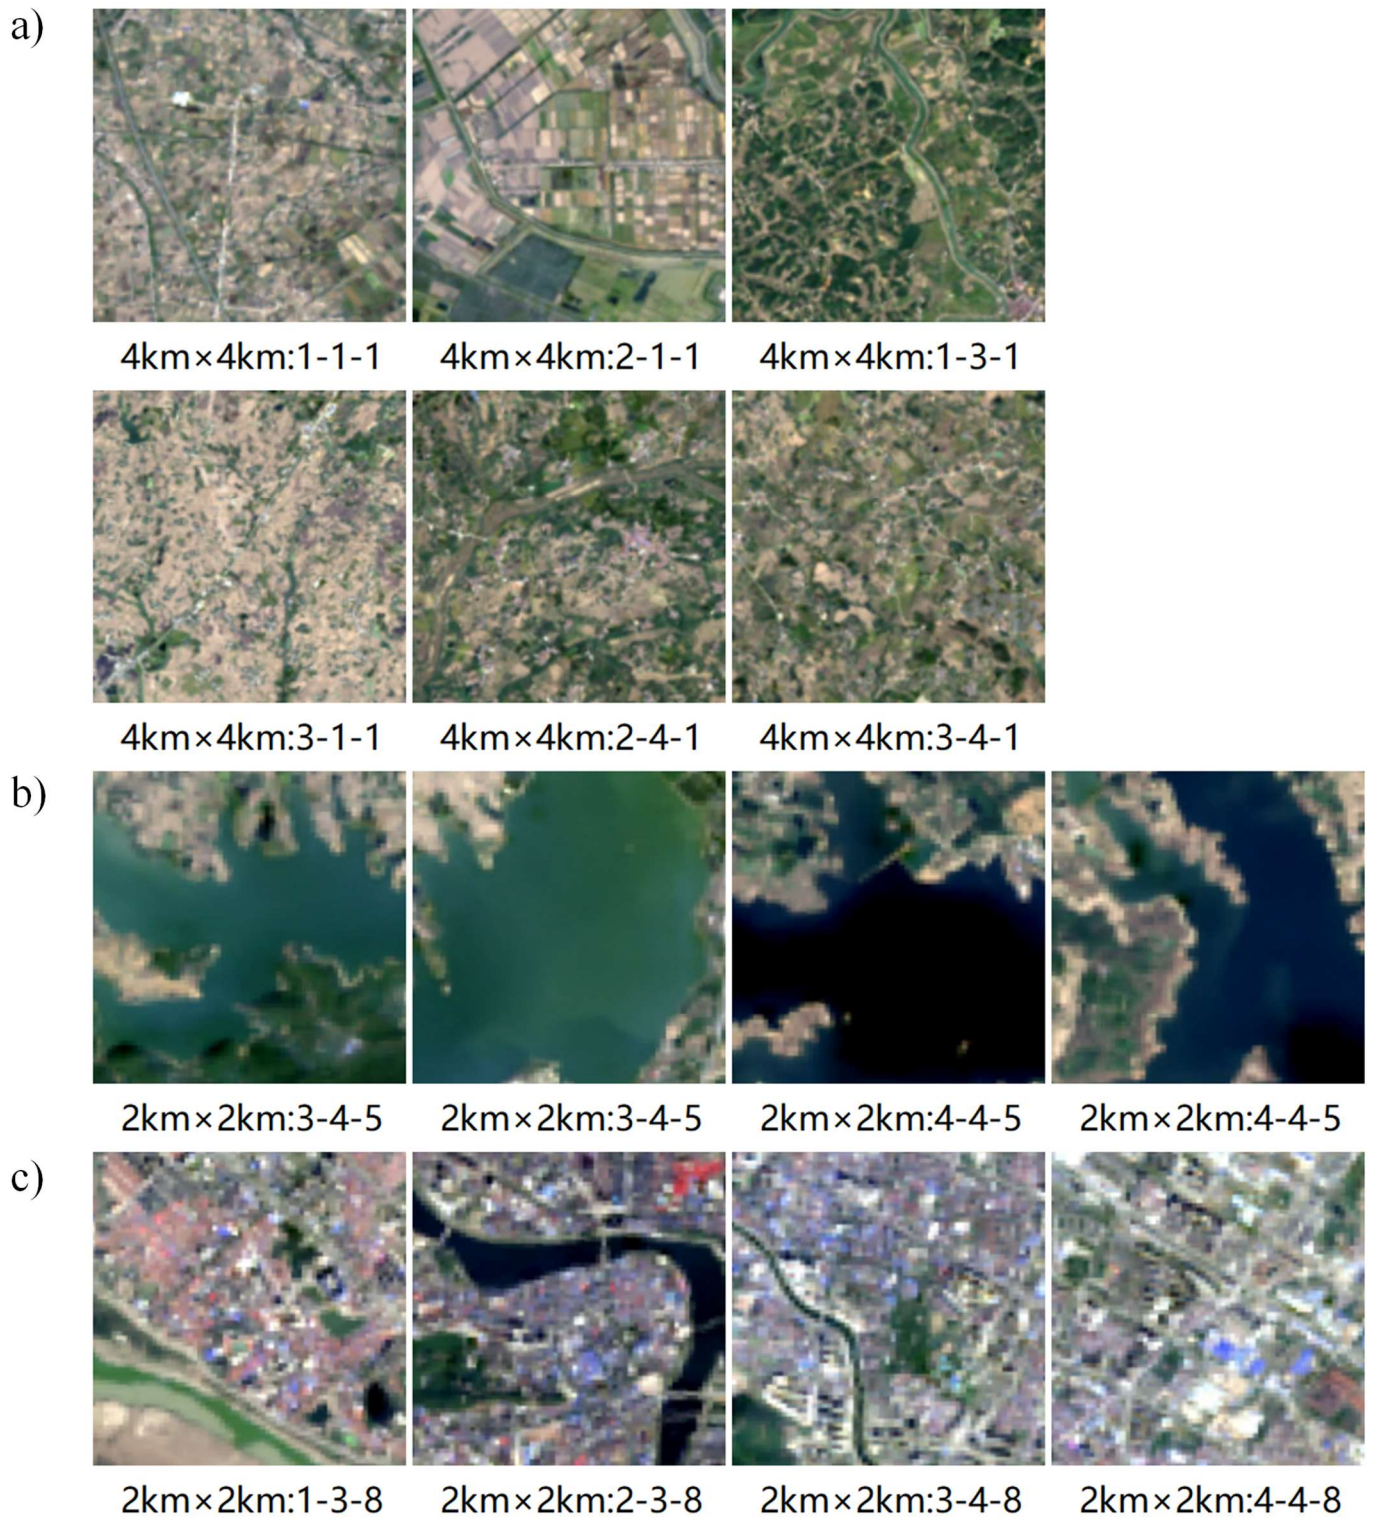 a)
4km×4km:1-1-1 4km×4km:2-1-1 4km×4km:1-3-1
4km×4km:3-1-1 4km×4km:2-4-1 4km×4km:3-4-1
b)
2km×2km:3-4-5 2km×2km:3-4-5 2km×2km:4-4-5 2km×2km:4-4-5
c)
2km×2km:1-3-8 2km×2km:2-3-8 2km×2km:3-4-8 2km×2km:4-4-8